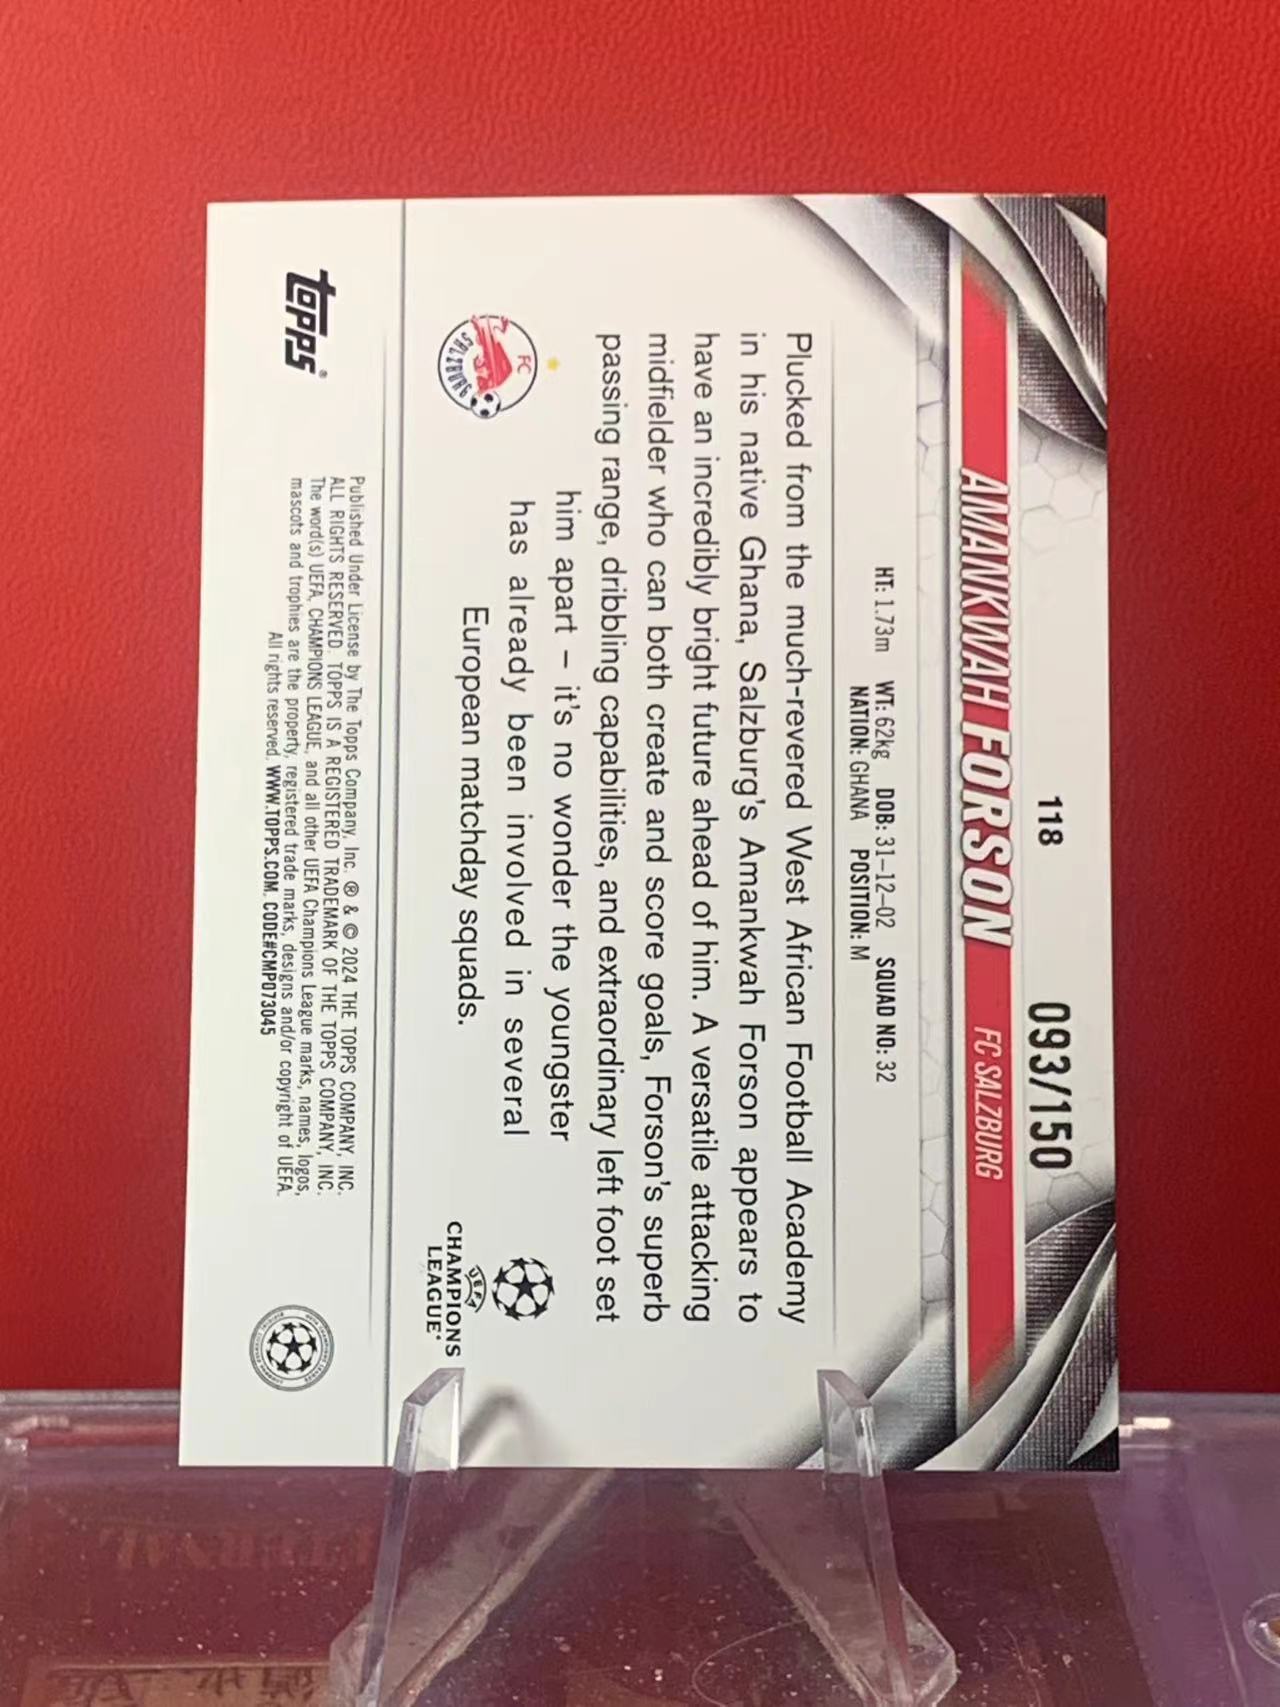 118
093/150
AMANKWAH FORSON FC SALZBURG
HT: 1.73m WT: 62kg DOB: 31-12-02 SQUAD NO: 32
NATION: GHANA POSITION: M
Plucked from the much-revered West African Football Academy
in his native Ghana, Salzburg's Amankwah Forson appears to
have an incredibly bright future ahead of him. A versatile attacking
midfielder who can both create and score goals, Forson's superb
passing range, dribbling capabilities, and extraordinary left foot set
him apart – it's no wonder the youngster
has already been involved in several
European matchday squads.
FC
SALZBURG
UEFA
CHAMPIONS
LEAGUE®
topps®
Published Under License by The Topps Company, Inc. ® & © 2024 THE TOPPS COMPANY, INC.
ALL RIGHTS RESERVED. TOPPS IS A REGISTERED TRADEMARK OF THE TOPPS COMPANY, INC.
The word(s) UEFA, CHAMPIONS LEAGUE, and all other UEFA Champions League marks, names, logos,
mascots and trophies are the property, registered trade marks, designs and/or copyright of UEFA.
All rights reserved. WWW.TOPPS.COM. CODE#CMP073045